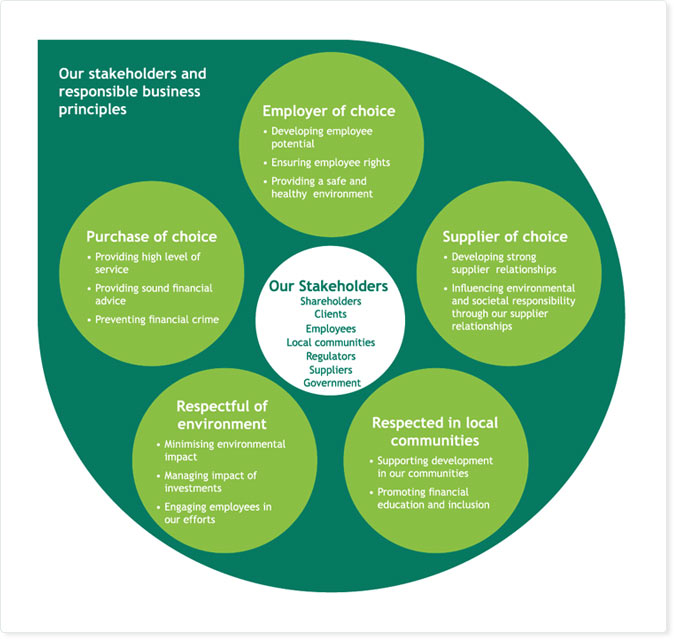 Our stakeholders and
responsible business
principles
Employer of choice
• Developing employee
potential
• Ensuring employee rights
• Providing a safe and
healthy environment
Purchase of choice
• Providing high level of
service
• Providing sound financial
advice
• Preventing financial crime
Supplier of choice
• Developing strong
supplier relationships
• Influencing environmental
and societal responsibility
through our supplier
relationships
Our Stakeholders
Shareholders
Clients
Employees
Local communities
Regulators
Suppliers
Government
Respectful of
environment
• Minimising environmental
impact
• Managing impact of
investments
• Engaging employees in
our efforts
Respected in local
communities
• Supporting development
in our communities
• Promoting financial
education and inclusion